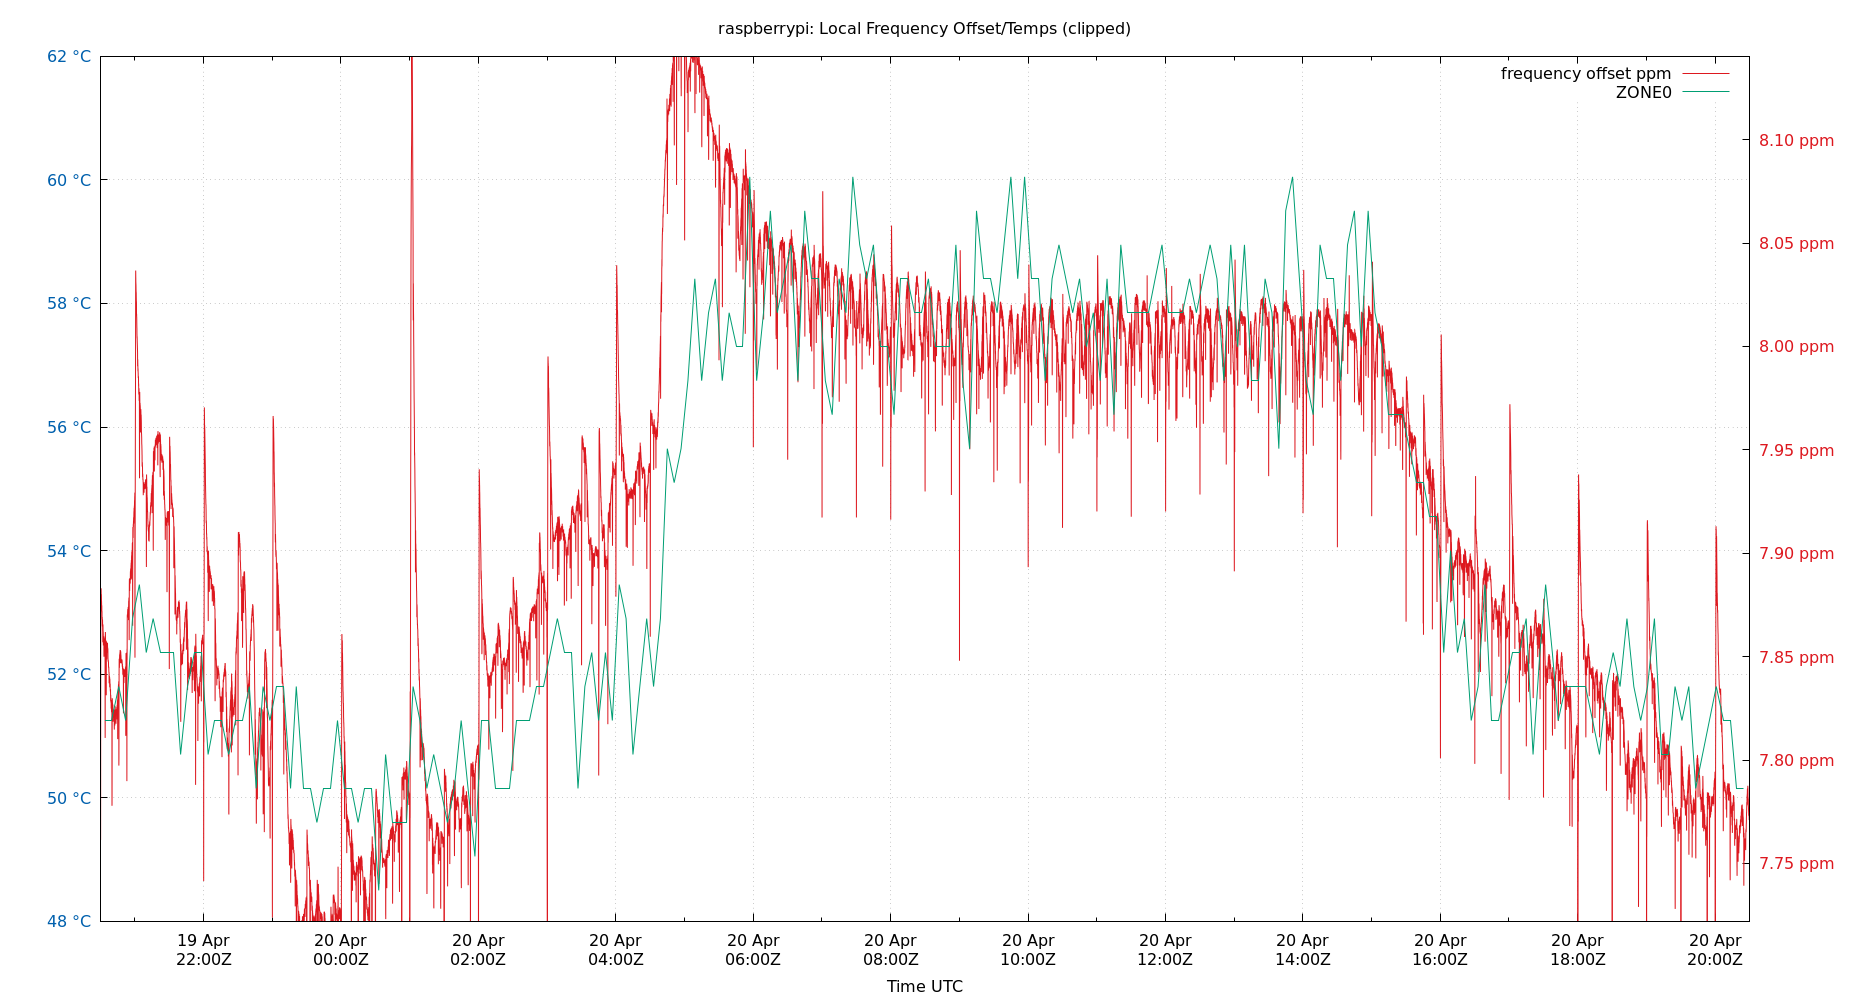 raspberrypi: Local Frequency Offset/Temps (clipped)
62 °C
60 °C
58 °C
56 °C
54 °C
52 °C
50 °C
48 °C
frequency offset ppm
ZONE0
8.10 ppm
8.05 ppm
8.00 ppm
7.95 ppm
7.90 ppm
7.85 ppm
7.80 ppm
7.75 ppm
19 Apr
22:00Z
20 Apr
00:00Z
20 Apr
02:00Z
20 Apr
04:00Z
20 Apr
06:00Z
20 Apr
08:00Z
20 Apr
10:00Z
20 Apr
12:00Z
20 Apr
14:00Z
20 Apr
16:00Z
20 Apr
18:00Z
20 Apr
20:00Z
Time UTC